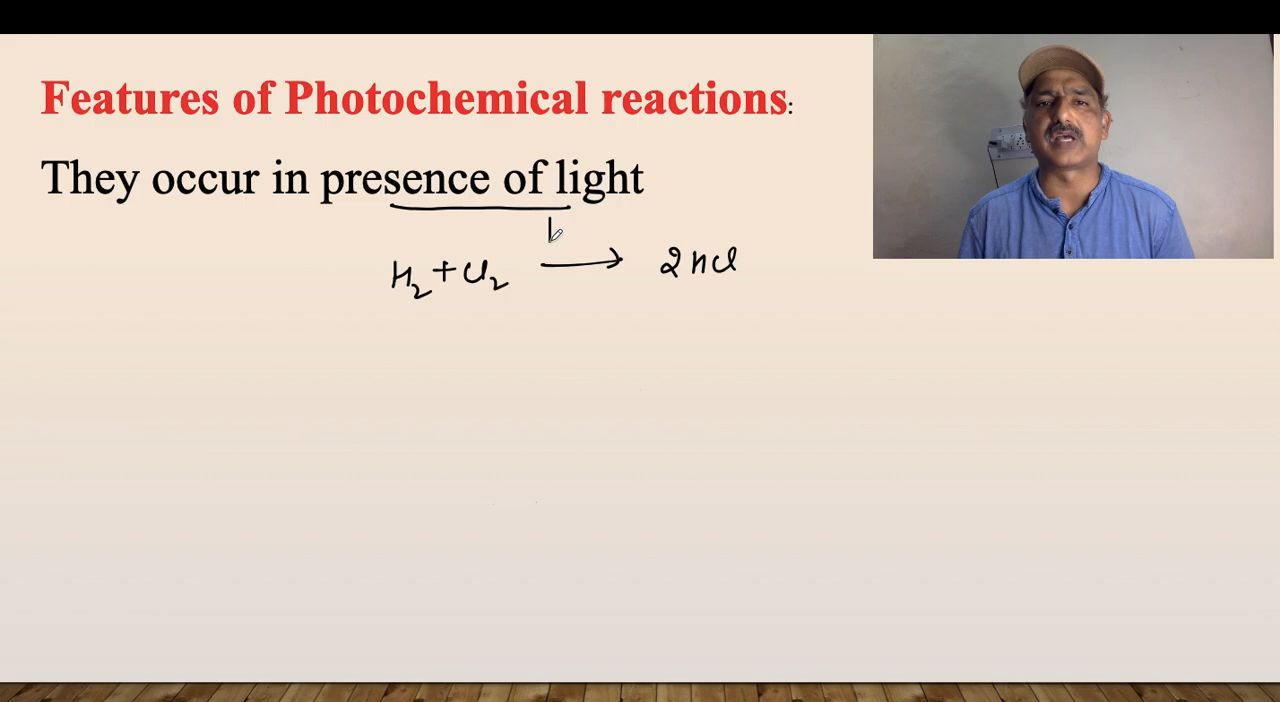 Features of Photochemical reactions:
They occur in presence of light
H2 + Cl2 → 2HCl